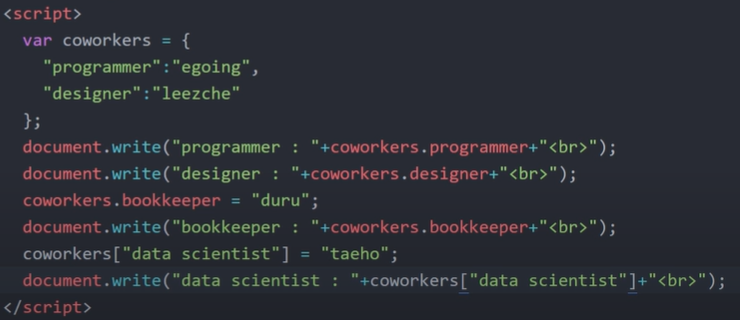 <script>
var coworkers = {
"programmer":"egoing",
"designer":"leezche"
};
document.write("programmer : "+coworkers.programmer+"<br>");
document.write("designer : "+coworkers.designer+"<br>");
coworkers.bookkeeper = "duru";
document.write("bookkeeper : "+coworkers.bookkeeper+"<br>");
coworkers["data scientist"] = "taeho";
document.write("data scientist : "+coworkers["data scientist"]+"<br>");
</script>